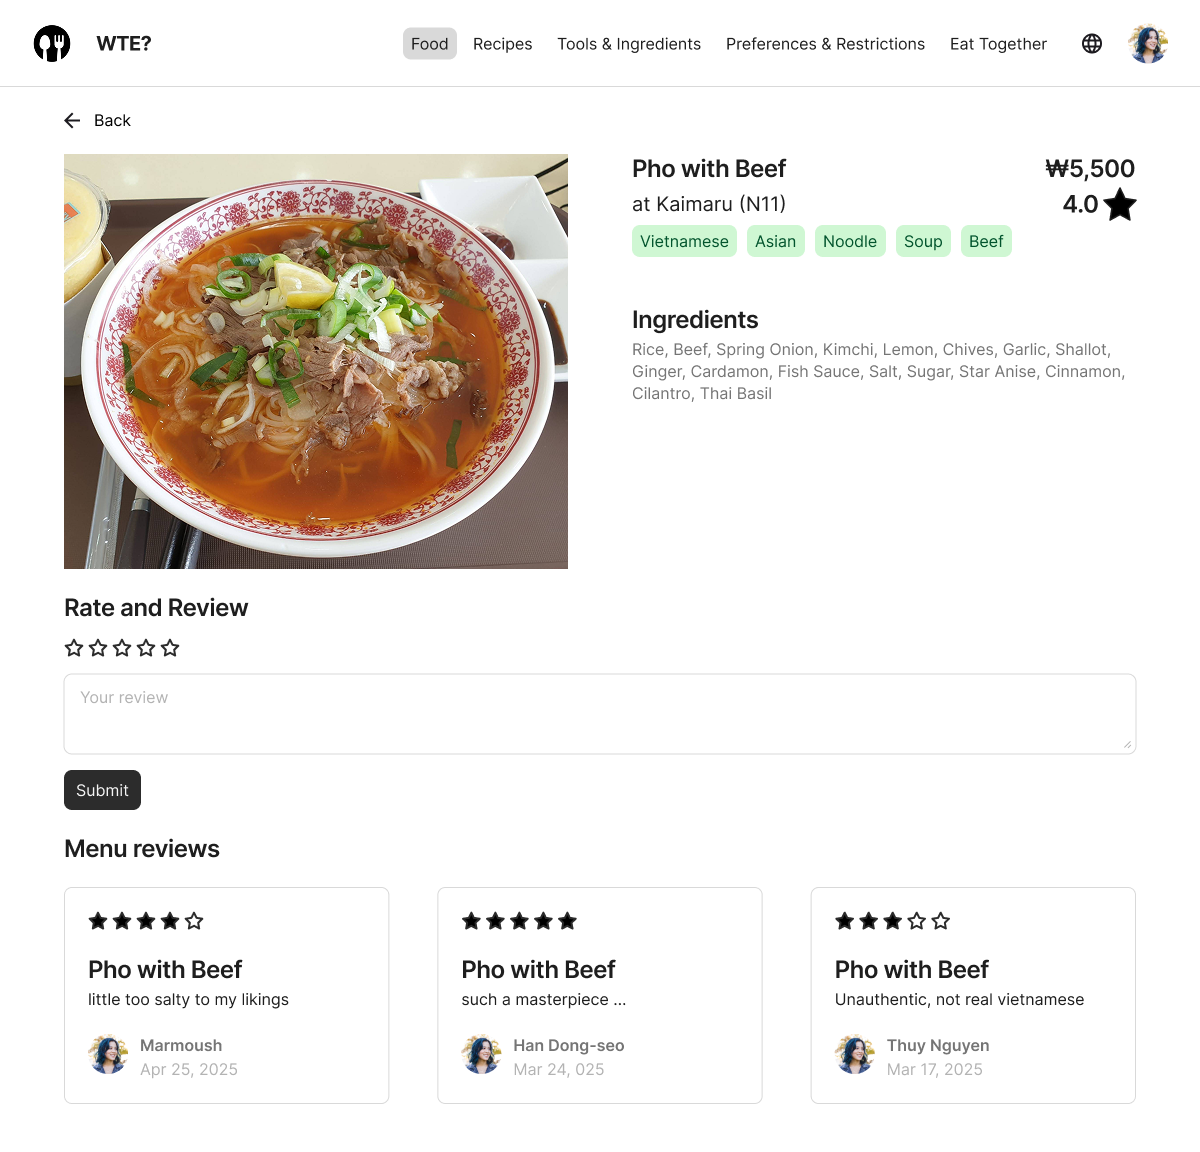 WTE?
Food Recipes Tools & Ingredients Preferences & Restrictions Eat Together
Back
Pho with Beef
₩5,500
at Kaimaru (N11)
4.0
Vietnamese Asian Noodle Soup Beef
Ingredients
Rice, Beef, Spring Onion, Kimchi, Lemon, Chives, Garlic, Shallot,
Ginger, Cardamon, Fish Sauce, Salt, Sugar, Star Anise, Cinnamon,
Cilantro, Thai Basil
Rate and Review
Your review
Submit
Menu reviews
Pho with Beef
little too salty to my likings
Marmoush
Apr 25, 2025
Pho with Beef
such a masterpiece ...
Han Dong-seo
Mar 24, 025
Pho with Beef
Unauthentic, not real vietnamese
Thuy Nguyen
Mar 17, 2025